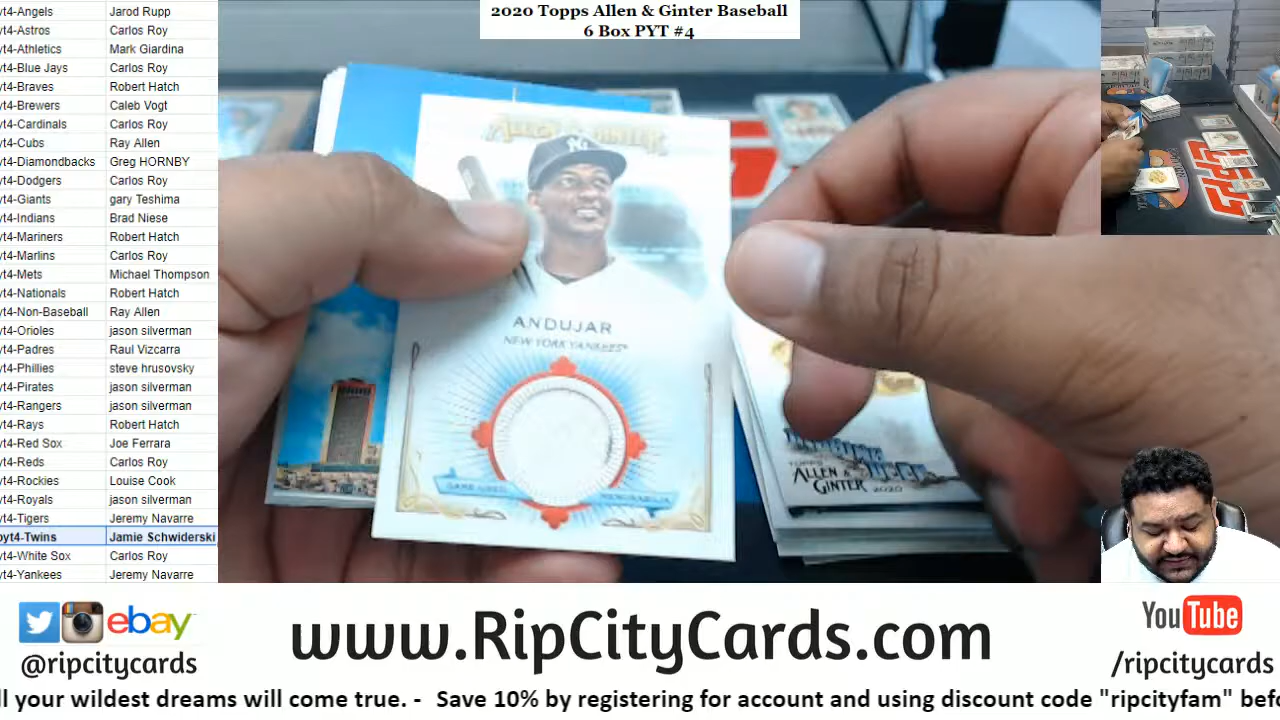 2020 Topps Allen & Ginter Baseball
6 Box PYT #4
yt4-Angels Jarod Rupp
yt4-Astros Carlos Roy
yt4-Athletics Mark Giardina
yt4-Blue Jays Carlos Roy
yt4-Braves Robert Hatch
yt4-Brewers Caleb Vogt
yt4-Cardinals Carlos Roy
yt4-Cubs Ray Allen
yt4-Diamondbacks Greg HORNBY
yt4-Dodgers Carlos Roy
yt4-Giants gary Teshima
yt4-Indians Brad Niese
yt4-Mariners Robert Hatch
yt4-Marlins Carlos Roy
yt4-Mets Michael Thompson
yt4-Nationals Robert Hatch
yt4-Non-Baseball Ray Allen
yt4-Orioles jason silverman
yt4-Padres Raul Vizcarra
yt4-Phillies steve hrusovsky
yt4-Pirates jason silverman
yt4-Rangers jason silverman
yt4-Rays Robert Hatch
yt4-Red Sox Joe Ferrara
yt4-Reds Carlos Roy
yt4-Rockies Louise Cook
yt4-Royals jason silverman
yt4-Tigers Jeremy Navarre
pyt4-Twins Jamie Schwiderski
yt4-White Sox Carlos Roy
yt4-Yankees Jeremy Navarre
NY
ANDUJAR
NEW YORK YANKEES
GAME-USED MEMORABILIA
TOPPS
ALLEN &
GINTER 2020
ebay
@ripcitycards
www.RipCityCards.com
YouTube
/ripcitycards
ll your wildest dreams will come true. - Save 10% by registering for account and using discount code "ripcityfam" befo